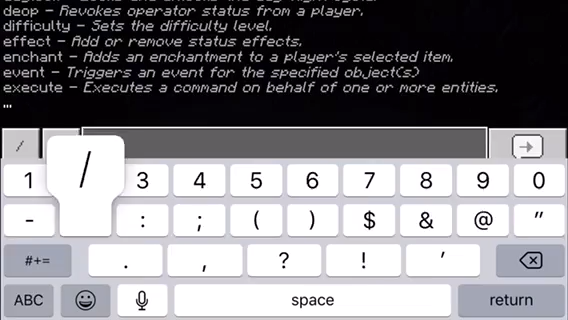 deop – Revokes operator status from a player.
difficulty – Sets the difficulty level.
effect – Add or remove status effects.
enchant – Adds an enchantment to a player's selected item.
event – Triggers an event for the specified object(s)
execute – Executes a command on behalf of one or more entities.
...
/
/
1 3 4 5 6 7 8 9 0
- : ; ( ) $ & @ "
#+= . , ? ! '
ABC space return